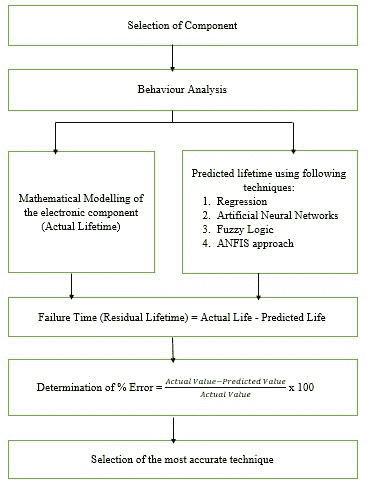 Selection of Component
Behaviour Analysis
Mathematical Modelling of
the electronic component
(Actual Lifetime)
Predicted lifetime using following
techniques:
1. Regression
2. Artificial Neural Networks
3. Fuzzy Logic
4. ANFIS approach
Failure Time (Residual Lifetime) = Actual Life - Predicted Life
Determination of % Error = Actual Value−Predicted Value / Actual Value x 100
Selection of the most accurate technique